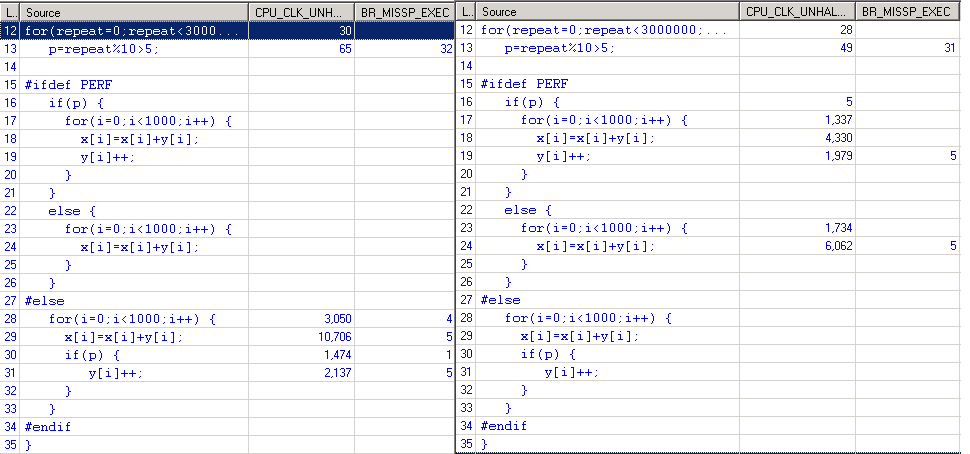 L.. Source CPU_CLK_UNH... BR_MISSP_EXEC
12 for(repeat=0;repeat<3000... 30
13 p=repeat%10>5; 65 32
14
15 #ifdef PERF
16 if(p) {
17 for(i=0;i<1000;i++) {
18 x[i]=x[i]+y[i];
19 y[i]++;
20 }
21 }
22 else {
23 for(i=0;i<1000;i++) {
24 x[i]=x[i]+y[i];
25 }
26 }
27 #else
28 for(i=0;i<1000;i++) { 3,050 4
29 x[i]=x[i]+y[i]; 10,706 5
30 if(p) { 1,474 1
31 y[i]++; 2,137 5
32 }
33 }
34 #endif
35 }
L.. Source CPU_CLK_UNHAL... BR_MISSP_EXEC
12 for(repeat=0;repeat<3000000;... 28
13 p=repeat%10>5; 49 31
14
15 #ifdef PERF
16 if(p) { 5
17 for(i=0;i<1000;i++) { 1,337
18 x[i]=x[i]+y[i]; 4,330
19 y[i]++; 1,979 5
20 }
21 }
22 else {
23 for(i=0;i<1000;i++) { 1,734
24 x[i]=x[i]+y[i]; 6,062 5
25 }
26 }
27 #else
28 for(i=0;i<1000;i++) {
29 x[i]=x[i]+y[i];
30 if(p) {
31 y[i]++;
32 }
33 }
34 #endif
35 }